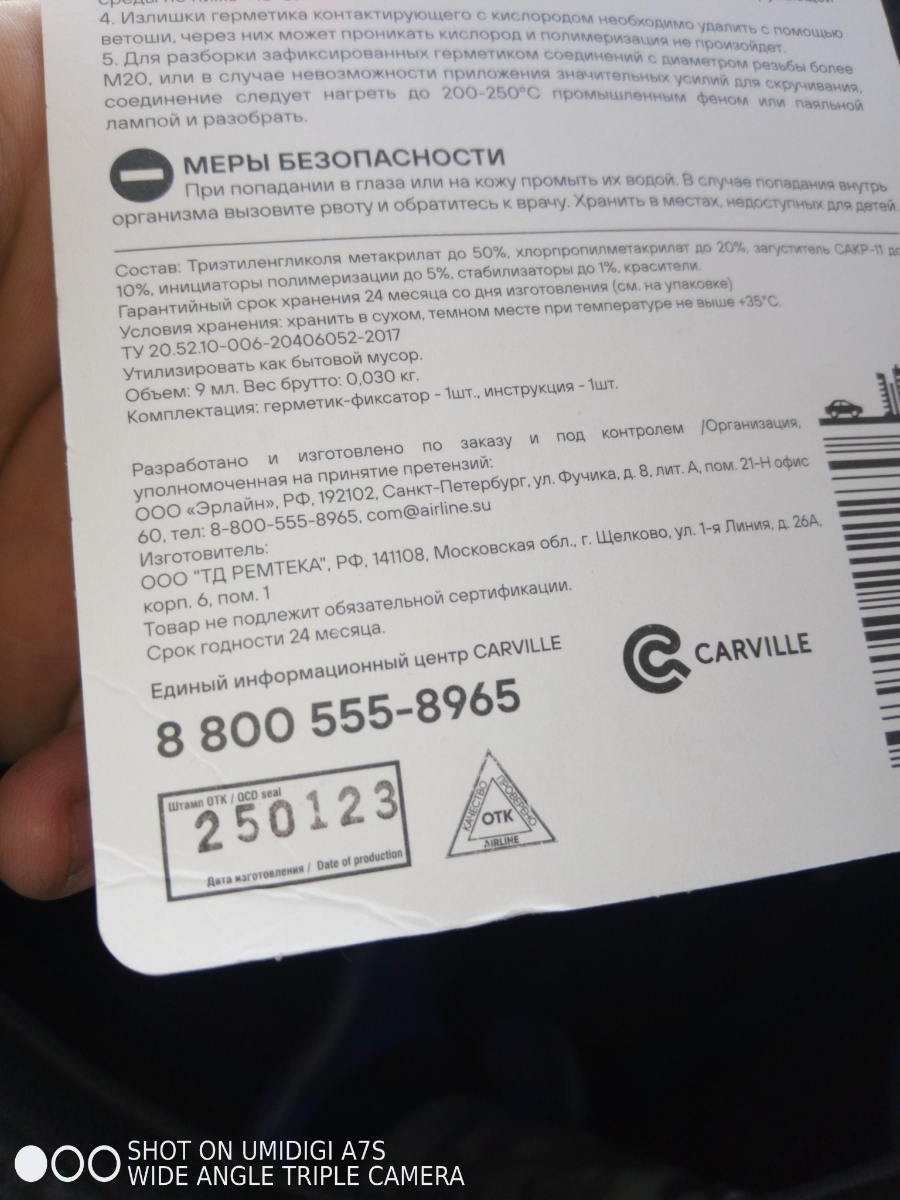 4. Излишки герметика контактирующего с кислородом необходимо удалить с помощью
ветоши, через них может проникать кислород и полимеризация не произойдет.
5. Для разборки зафиксированных герметиком соединений с диаметром резьбы более
М20, или в случае невозможности приложения значительных усилий для скручивания,
соединение следует нагреть до 200-250°С промышленным феном или паяльной
лампой и разобрать.
МЕРЫ БЕЗОПАСНОСТИ
При попадании в глаза или на кожу промыть их водой. В случае попадания внутрь
организма вызовите рвоту и обратитесь к врачу. Хранить в местах, недоступных для детей.
Состав: Триэтиленгликоля метакрилат до 50%, хлорпропилметакрилат до 20%, загуститель САКР-11 до
10%, инициаторы полимеризации до 5%, стабилизаторы до 1%, красители.
Гарантийный срок хранения 24 месяца со дня изготовления (см. на упаковке)
Условия хранения: хранить в сухом, темном месте при температуре не выше +35°С.
ТУ 20.52.10-006-20406052-2017
Утилизировать как бытовой мусор.
Объем: 9 мл. Вес брутто: 0,030 кг.
Комплектация: герметик-фиксатор - 1шт., инструкция - 1шт.
Разработано и изготовлено по заказу и под контролем /Организация,
уполномоченная на принятие претензий:
ООО «Эрлайн», РФ, 192102, Санкт-Петербург, ул. Фучика, д. 8, лит. А, пом. 21-Н офис
60, тел: 8-800-555-8965, com@airline.su
Изготовитель:
ООО "ТД РЕМТЕКА", РФ, 141108, Московская обл., г. Щелково, ул. 1-я Линия, д. 26А,
корп. 6, пом. 1
Товар не подлежит обязательной сертификации.
Срок годности 24 месяца.
Единый информационный центр CARVILLE
8 800 555-8965
CARVILLE
Штамп ОТК / QCD seal
250123
Дата изготовления / Date of production
КАЧЕСТВО
ПРОВЕРЕНО
ОТК
AIRLINE
SHOT ON UMIDIGI A7S
WIDE ANGLE TRIPLE CAMERA